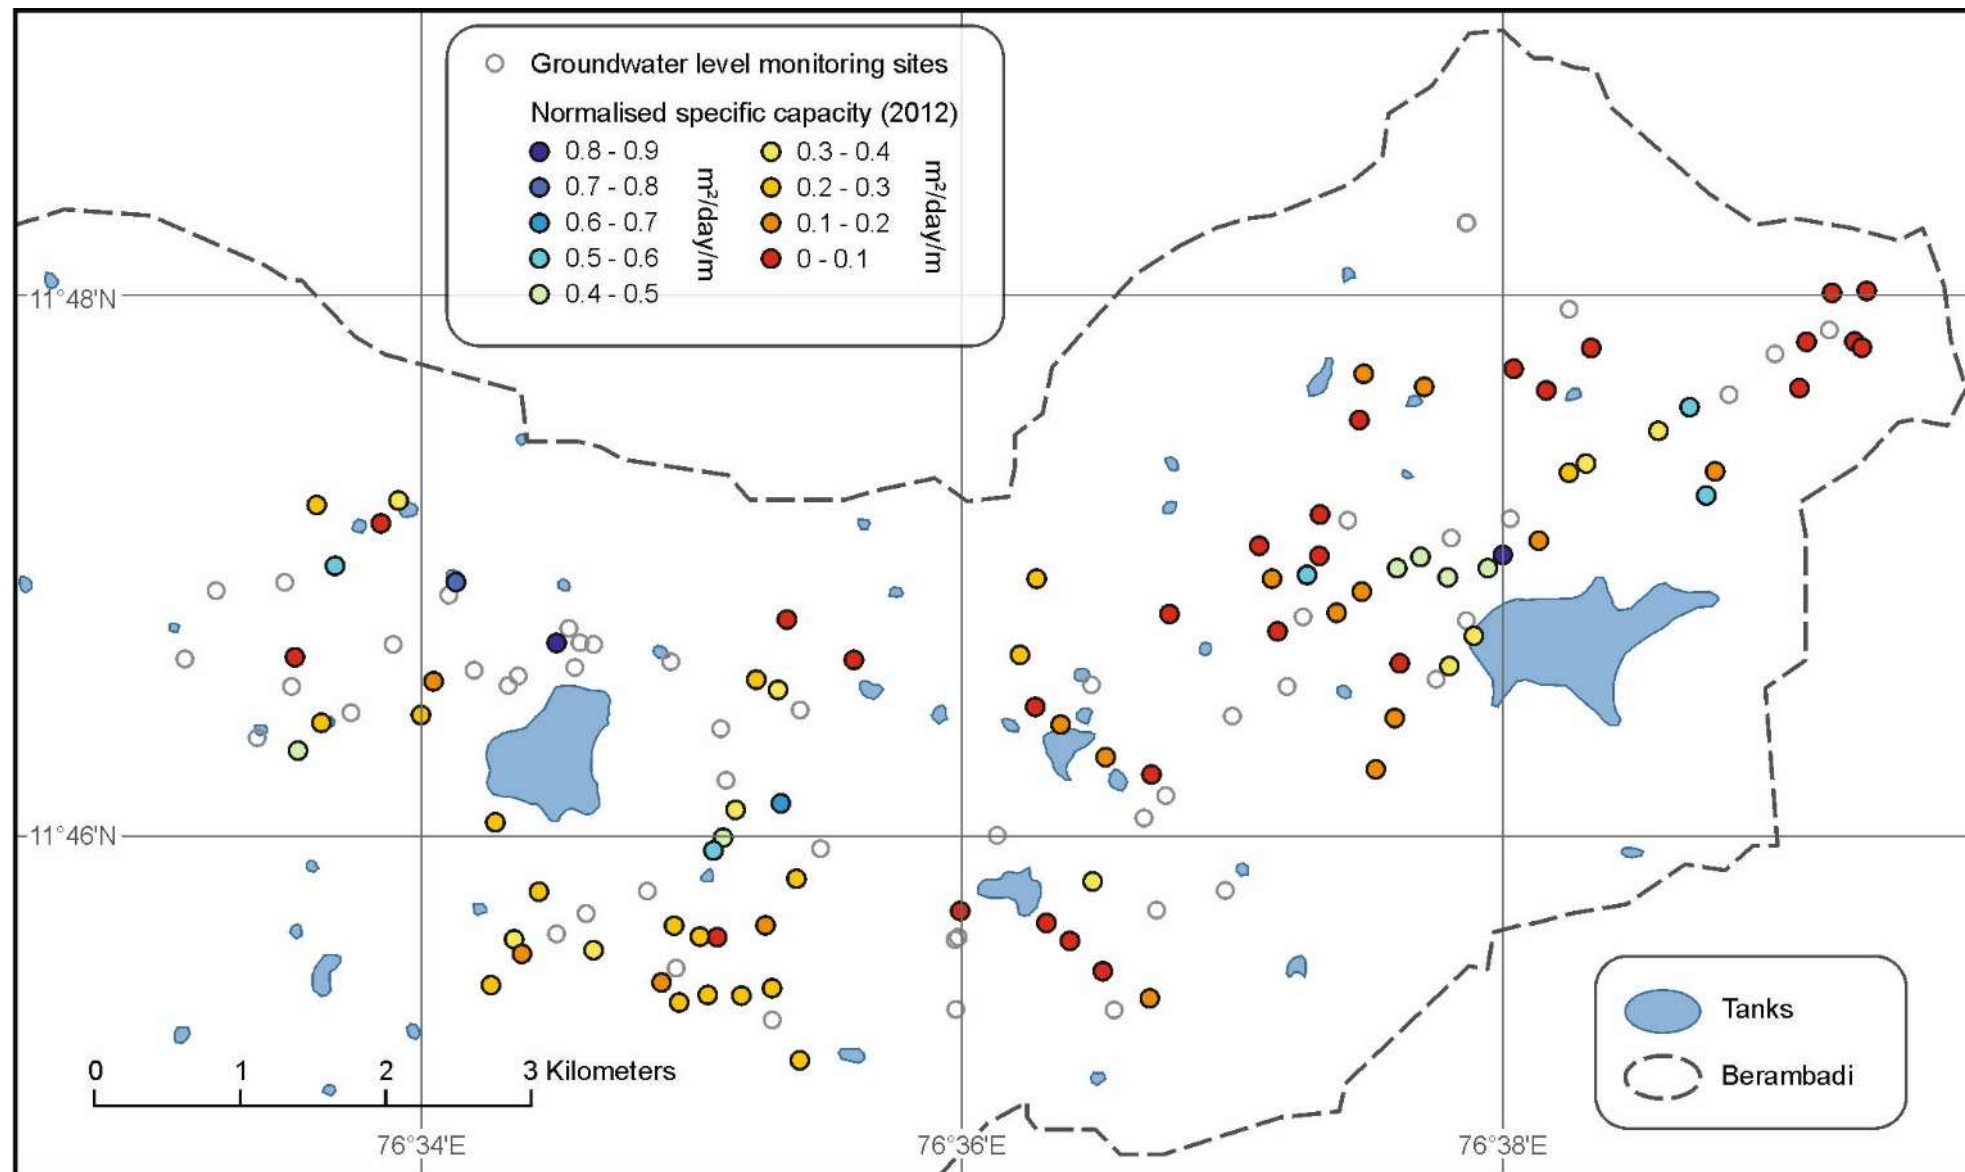 Groundwater level monitoring sites
Normalised specific capacity (2012)
0.8 - 0.9
0.7 - 0.8
0.6 - 0.7
0.5 - 0.6
0.4 - 0.5
m²/day/m
0.3 - 0.4
0.2 - 0.3
0.1 - 0.2
0 - 0.1
m²/day/m
11°48'N
11°46'N
Tanks
Berambadi
0 1 2 3 Kilometers
76°34'E 76°36'E 76°38'E